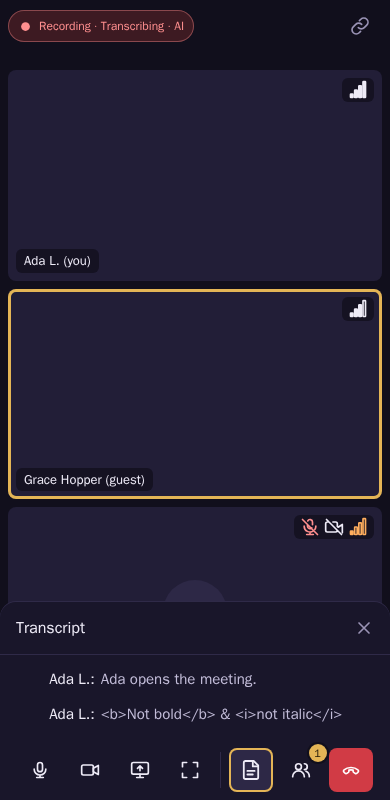 Recording · Transcribing · AI
Ada L. (you)
Grace Hopper (guest)
Transcript
Ada L.: Ada opens the meeting.
Ada L.: <b>Not bold</b> & <i>not italic</i>
1